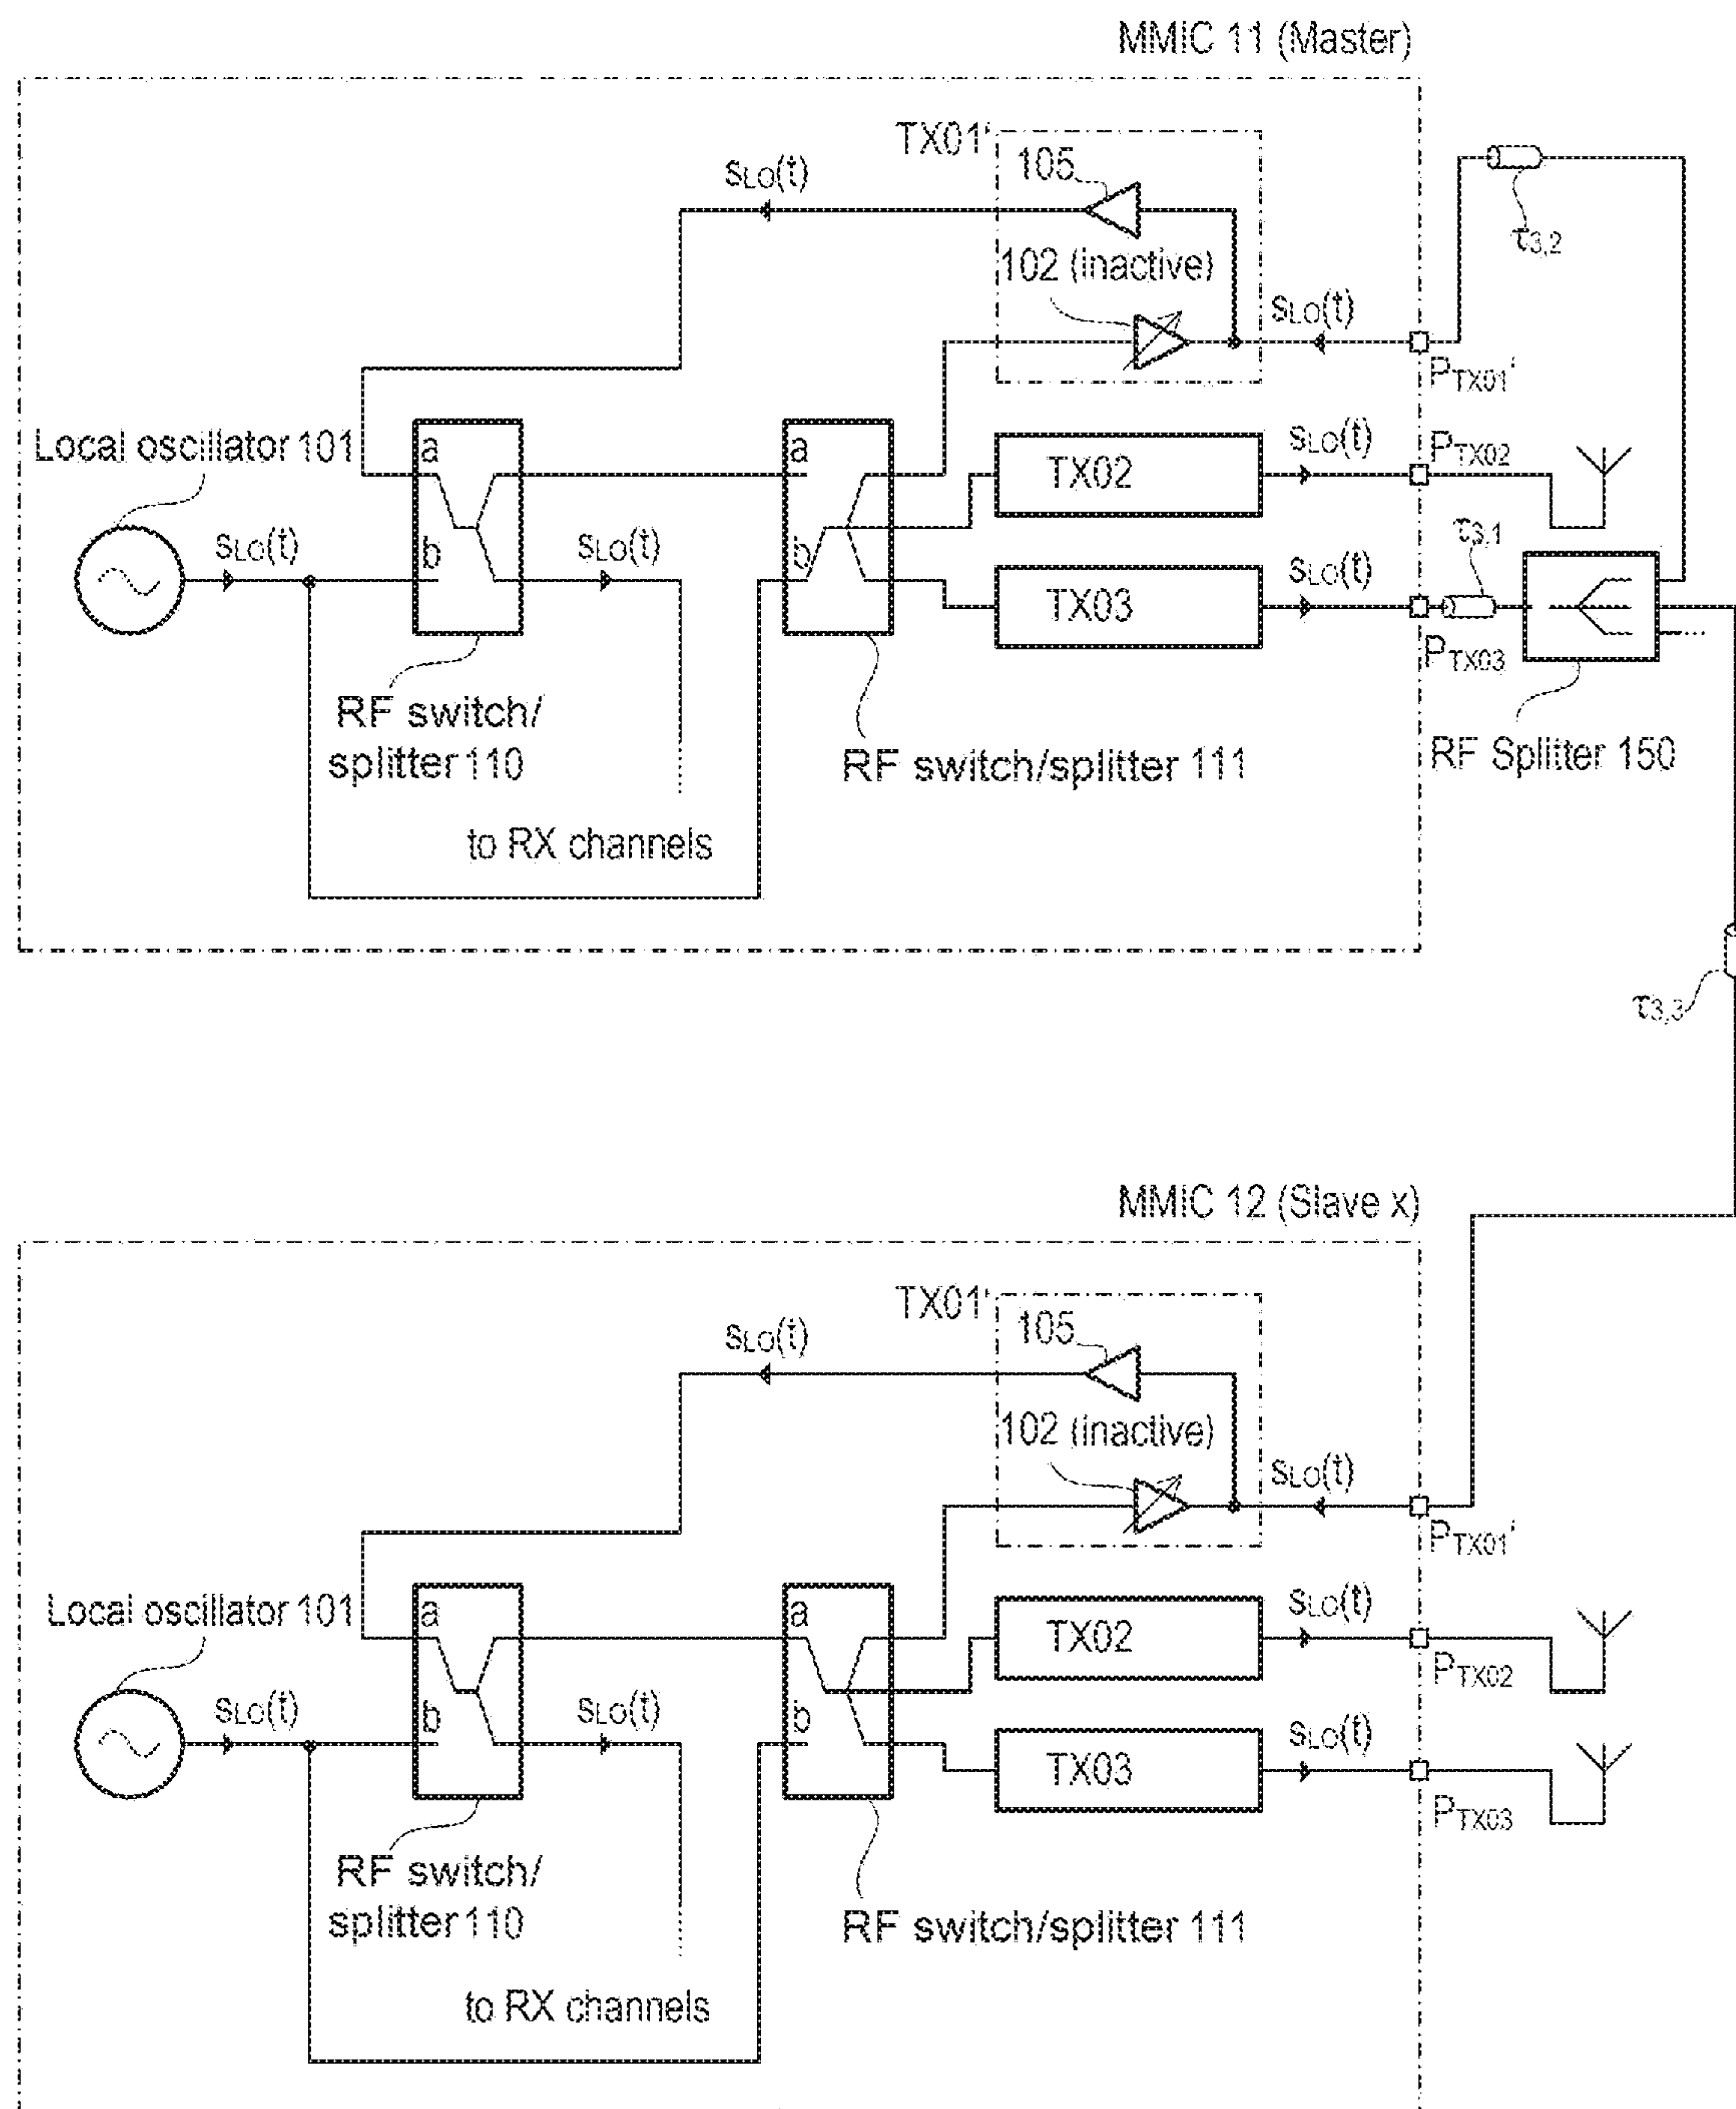 MMIC 11 (Master)
TX01'
105
sLO(t)
τ3,2
102 (inactive)
sLO(t)
PTX01'
Local oscillator 101
a
a
TX02
sLO(t)
PTX02
sLO(t)
b
sLO(t)
b
TX03
sLO(t)
τ3,1
PTX03
RF switch/
splitter 110
RF switch/splitter 111
RF Splitter 150
to RX channels
τ3,3
MMIC 12 (Slave x)
TX01'
105
sLO(t)
102 (inactive)
sLO(t)
PTX01'
Local oscillator 101
a
a
TX02
sLO(t)
PTX02
sLO(t)
b
sLO(t)
b
TX03
sLO(t)
PTX03
RF switch/
splitter 110
RF switch/splitter 111
to RX channels